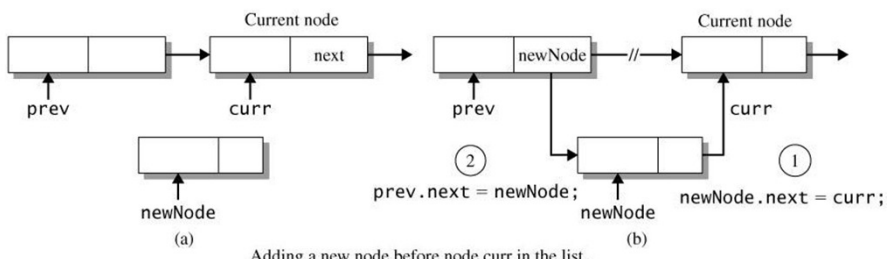 Current node
next
prev
curr
newNode
(a)
Current node
newNode
prev
curr
2
prev.next = newNode;
1
newNode.next = curr;
newNode
(b)
Adding a new node before node curr in the list